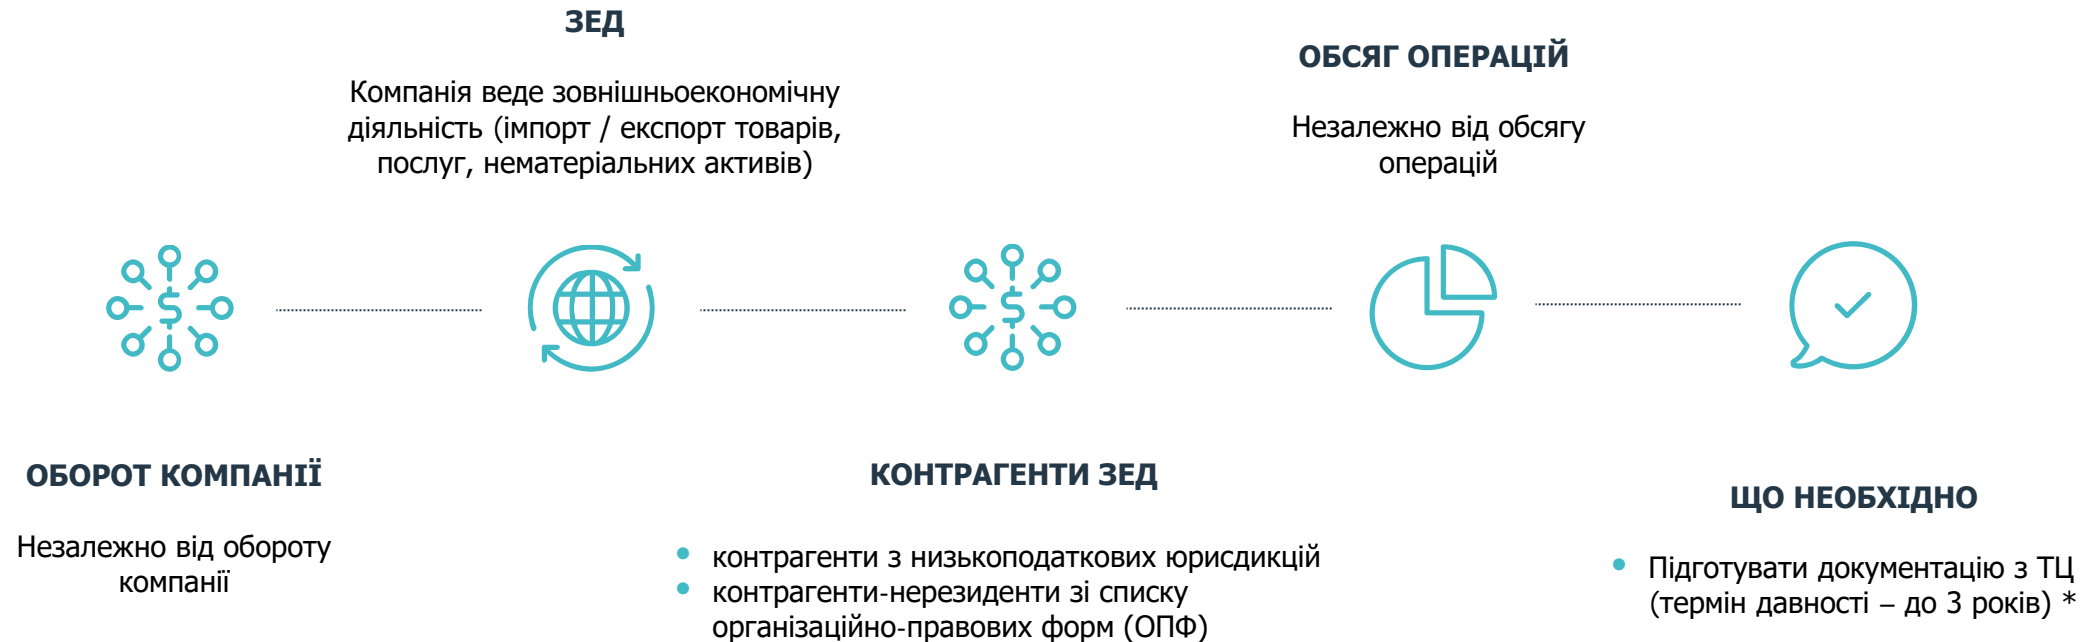 ЗЕД
Компанія веде зовнішньоекономічну
діяльність (імпорт / експорт товарів,
послуг, нематеріальних активів)
ОБСЯГ ОПЕРАЦІЙ
Незалежно від обсягу
операцій
ОБОРОТ КОМПАНІЇ
Незалежно від обороту
компанії
КОНТРАГЕНТИ ЗЕД
• контрагенти з низькоподаткових юрисдикцій
• контрагенти-нерезиденти зі списку
організаційно-правових форм (ОПФ)
ЩО НЕОБХІДНО
• Підготувати документацію з ТЦ
(термін давності – до 3 років) *